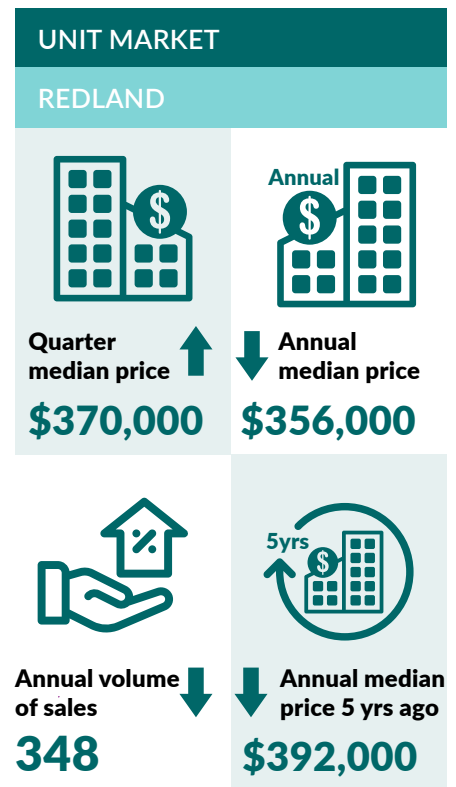 UNIT MARKET
REDLAND
$
Quarter
median price
$370,000
Annual
$
Annual
median price
$356,000
%
Annual volume
of sales
348
5yrs
$
Annual median
price 5 yrs ago
$392,000